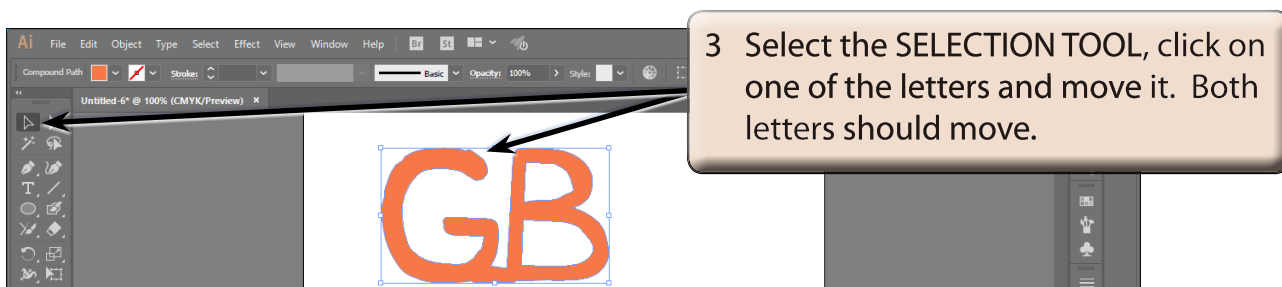 Ai File Edit Object Type Select Effect View Window Help Br St
Compound Path Stroke: Basic Opacity: 100% Style:
Untitled-6* @ 100% (CMYK/Preview) ×
GB
3 Select the SELECTION TOOL, click on
one of the letters and move it. Both
letters should move.